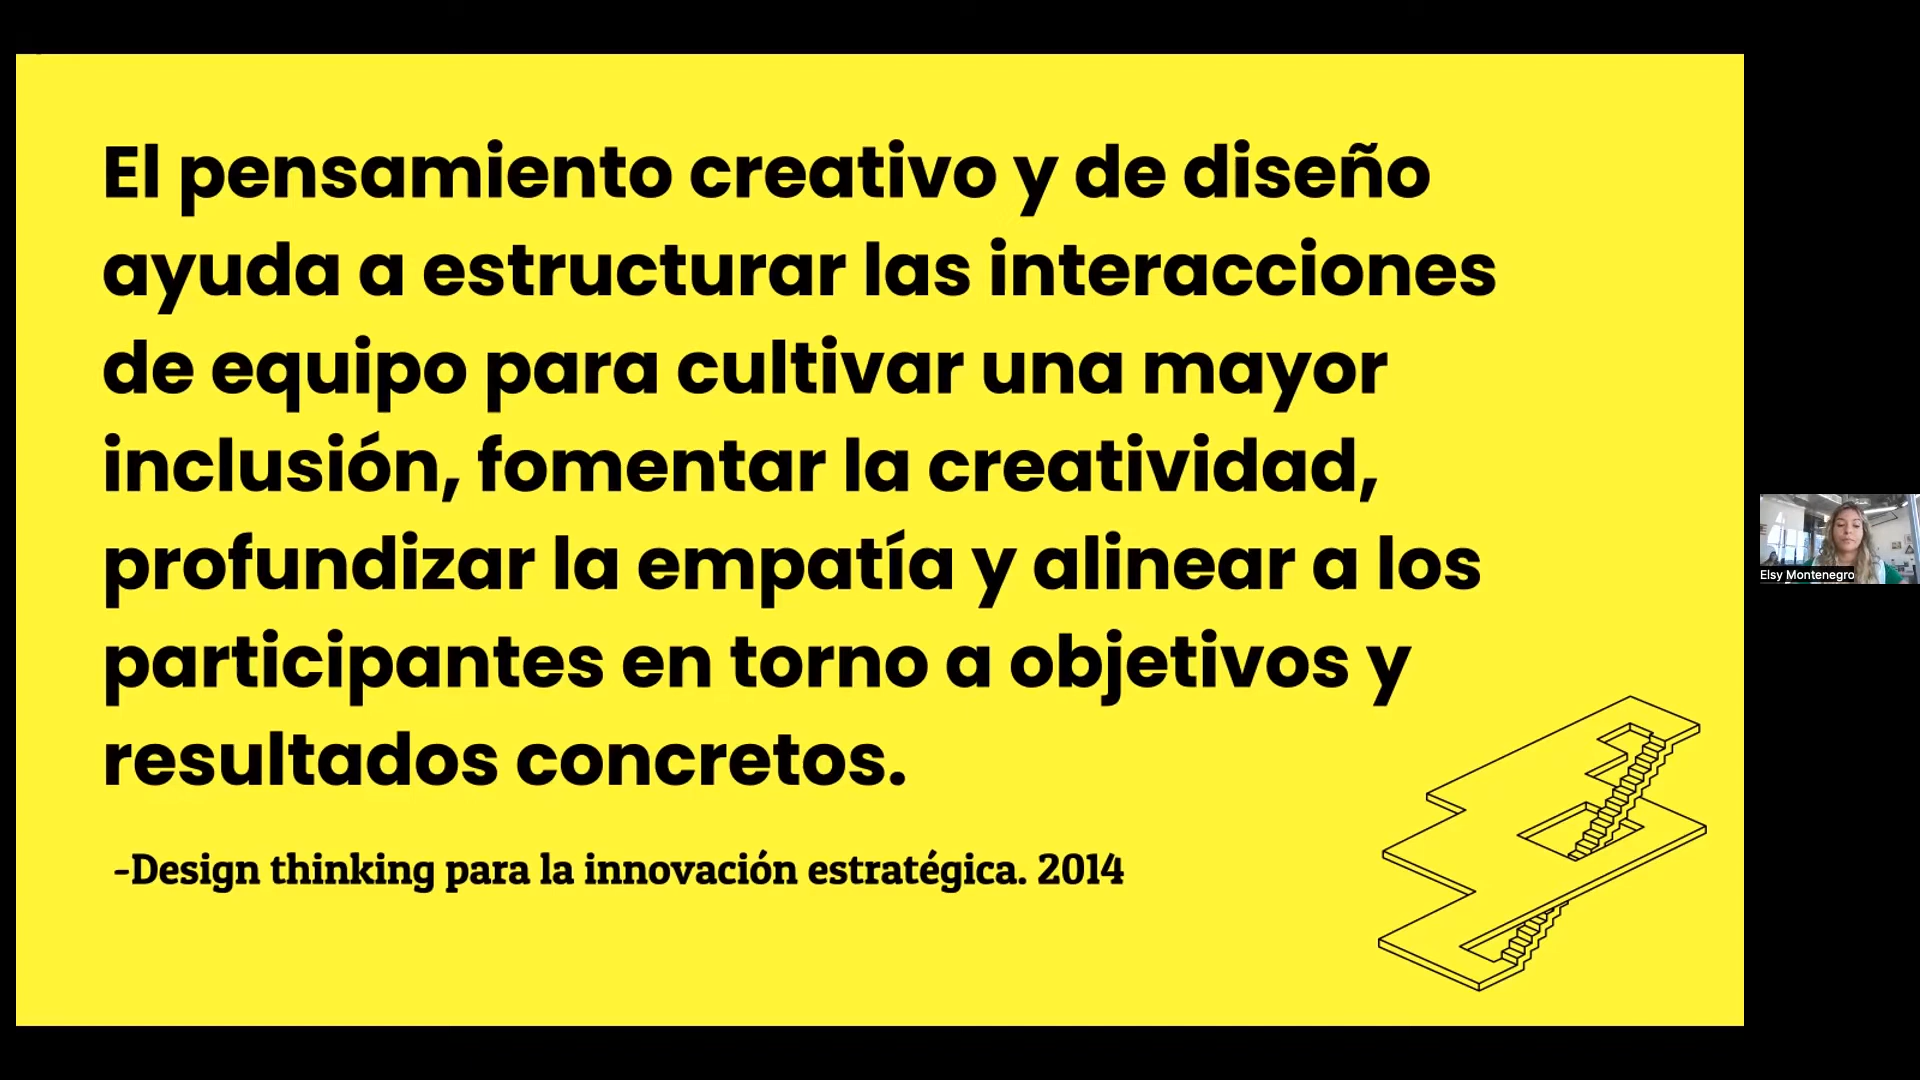 El pensamiento creativo y de diseño
ayuda a estructurar las interacciones
de equipo para cultivar una mayor
inclusión, fomentar la creatividad,
profundizar la empatía y alinear a los
participantes en torno a objetivos y
resultados concretos.
-Design thinking para la innovación estratégica. 2014
Elsy Montenegro